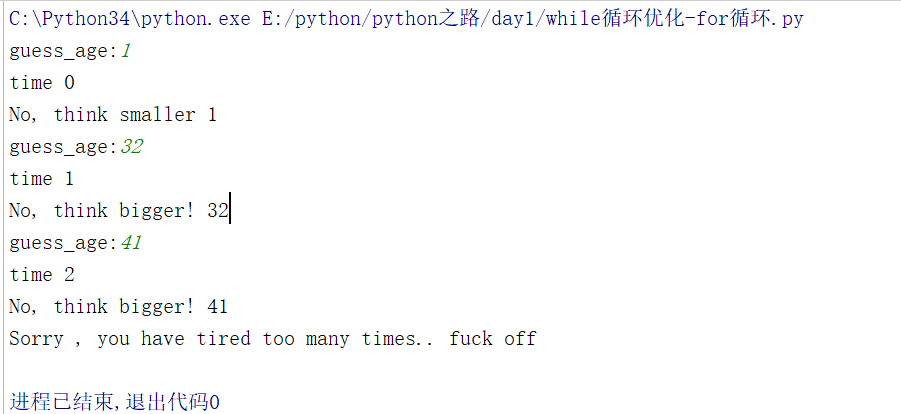 C:\Python34\python.exe E:/python/python之路/day1/while循环优化-for循环.py
guess_age:1
time 0
No, think smaller 1
guess_age:32
time 1
No, think bigger! 32
guess_age:41
time 2
No, think bigger! 41
Sorry , you have tired too many times.. fuck off
进程已结束,退出代码0